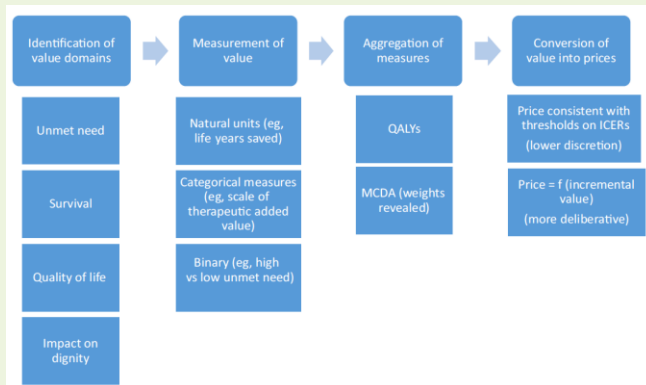 Identification of
value domains
Measurement of
value
Aggregation of
measures
Conversion of
value into prices
Unmet need
Survival
Quality of life
Impact on
dignity
Natural units (eg,
life years saved)
Categorical measures
(eg, scale of
therapeutic added
value)
Binary (eg, high
vs low unmet need)
QALYs
MCDA (weights
revealed)
Price consistent with
thresholds on ICERs
(lower discretion)
Price = f (incremental
value)
(more deliberative)